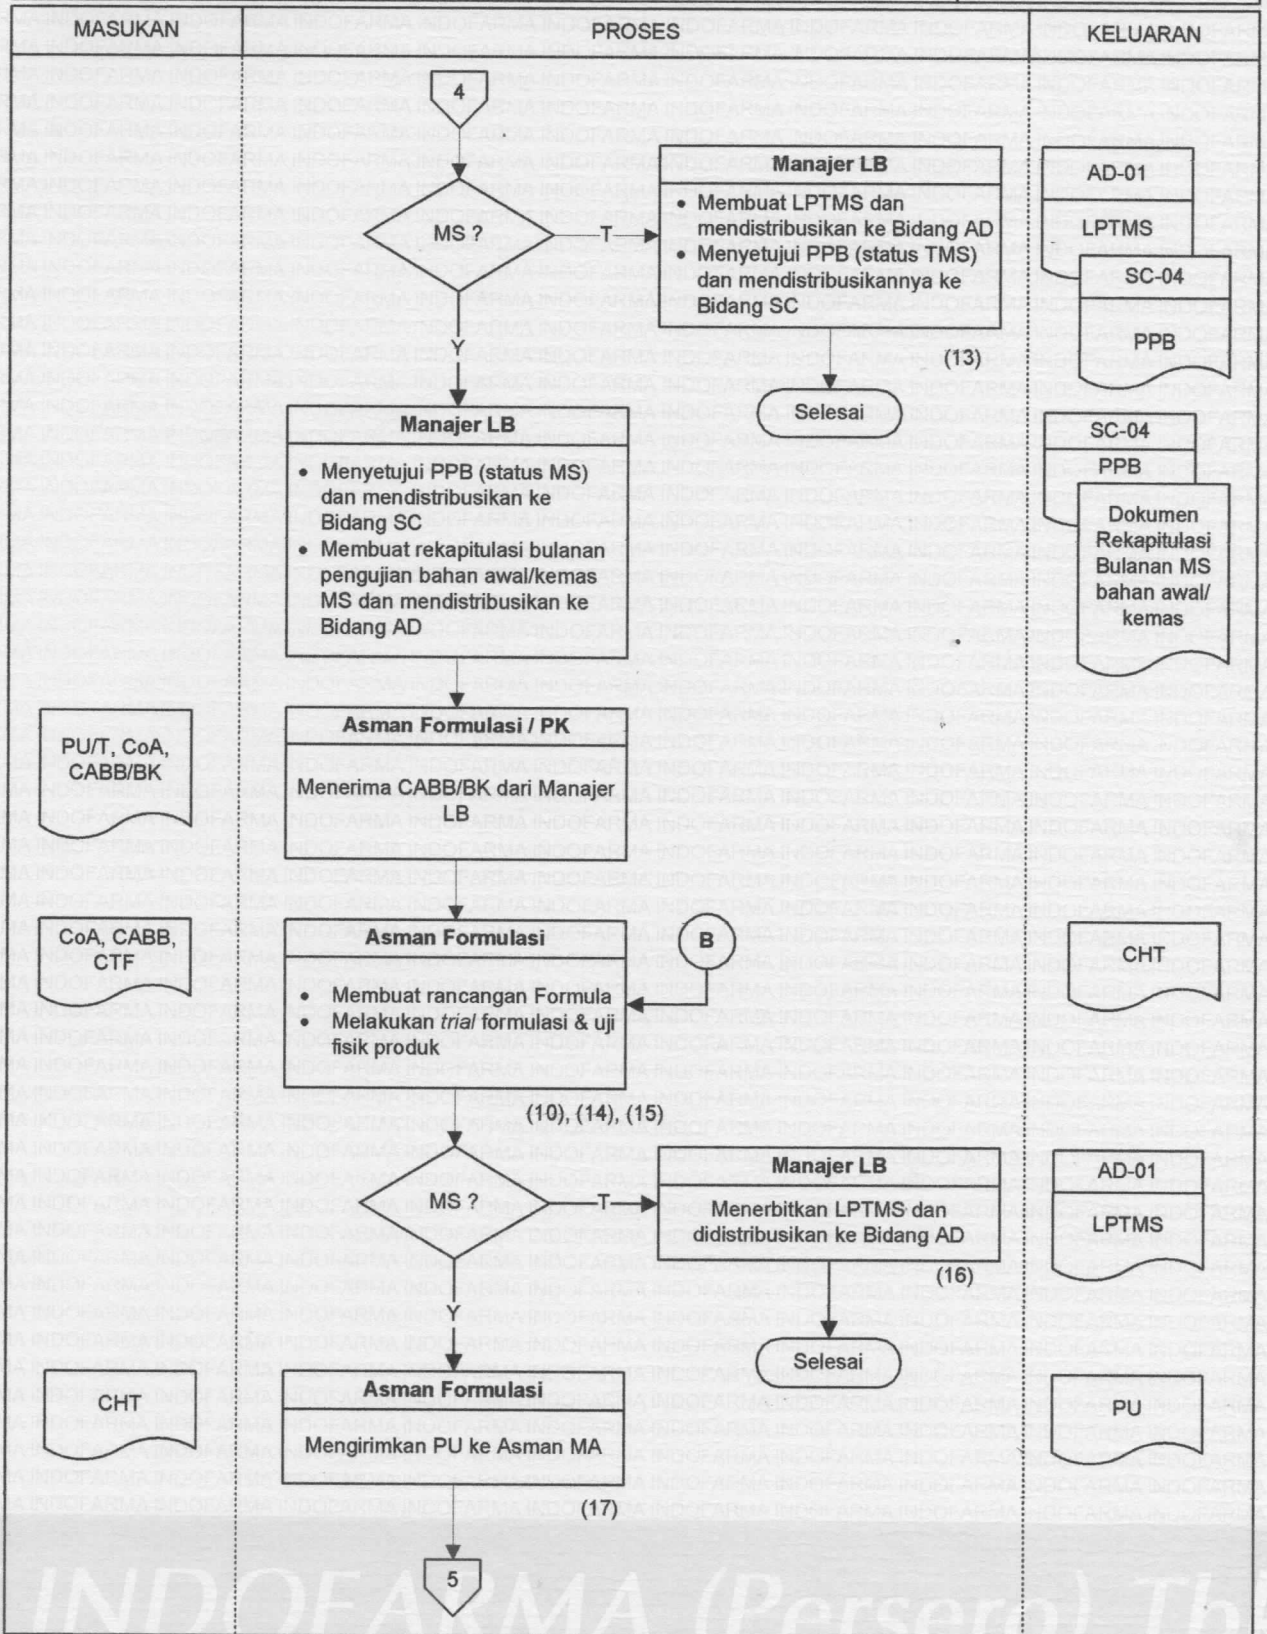 MASUKAN
PROSES
KELUARAN
4
MS ?
T
Manajer LB
• Membuat LPTMS dan
mendistribusikan ke Bidang AD
• Menyetujui PPB (status TMS)
dan mendistribusikannya ke
Bidang SC
(13)
Selesai
AD-01
LPTMS
SC-04
PPB
Y
Manajer LB
• Menyetujui PPB (status MS)
dan mendistribusikan ke
Bidang SC
• Membuat rekapitulasi bulanan
pengujian bahan awal/kemas
MS dan mendistribusikan ke
Bidang AD
SC-04
PPB
Dokumen
Rekapitulasi
Bulanan MS
bahan awal/
kemas
PU/T, CoA,
CABB/BK
Asman Formulasi / PK
Menerima CABB/BK dari Manajer
LB
CoA, CABB,
CTF
Asman Formulasi
• Membuat rancangan Formula
• Melakukan trial formulasi & uji
fisik produk
(10), (14), (15)
B
CHT
MS ?
T
Manajer LB
Menerbitkan LPTMS dan
didistribusikan ke Bidang AD
(16)
Selesai
AD-01
LPTMS
Y
CHT
Asman Formulasi
Mengirimkan PU ke Asman MA
(17)
PU
5
INDOFARMA (Persero) Tb